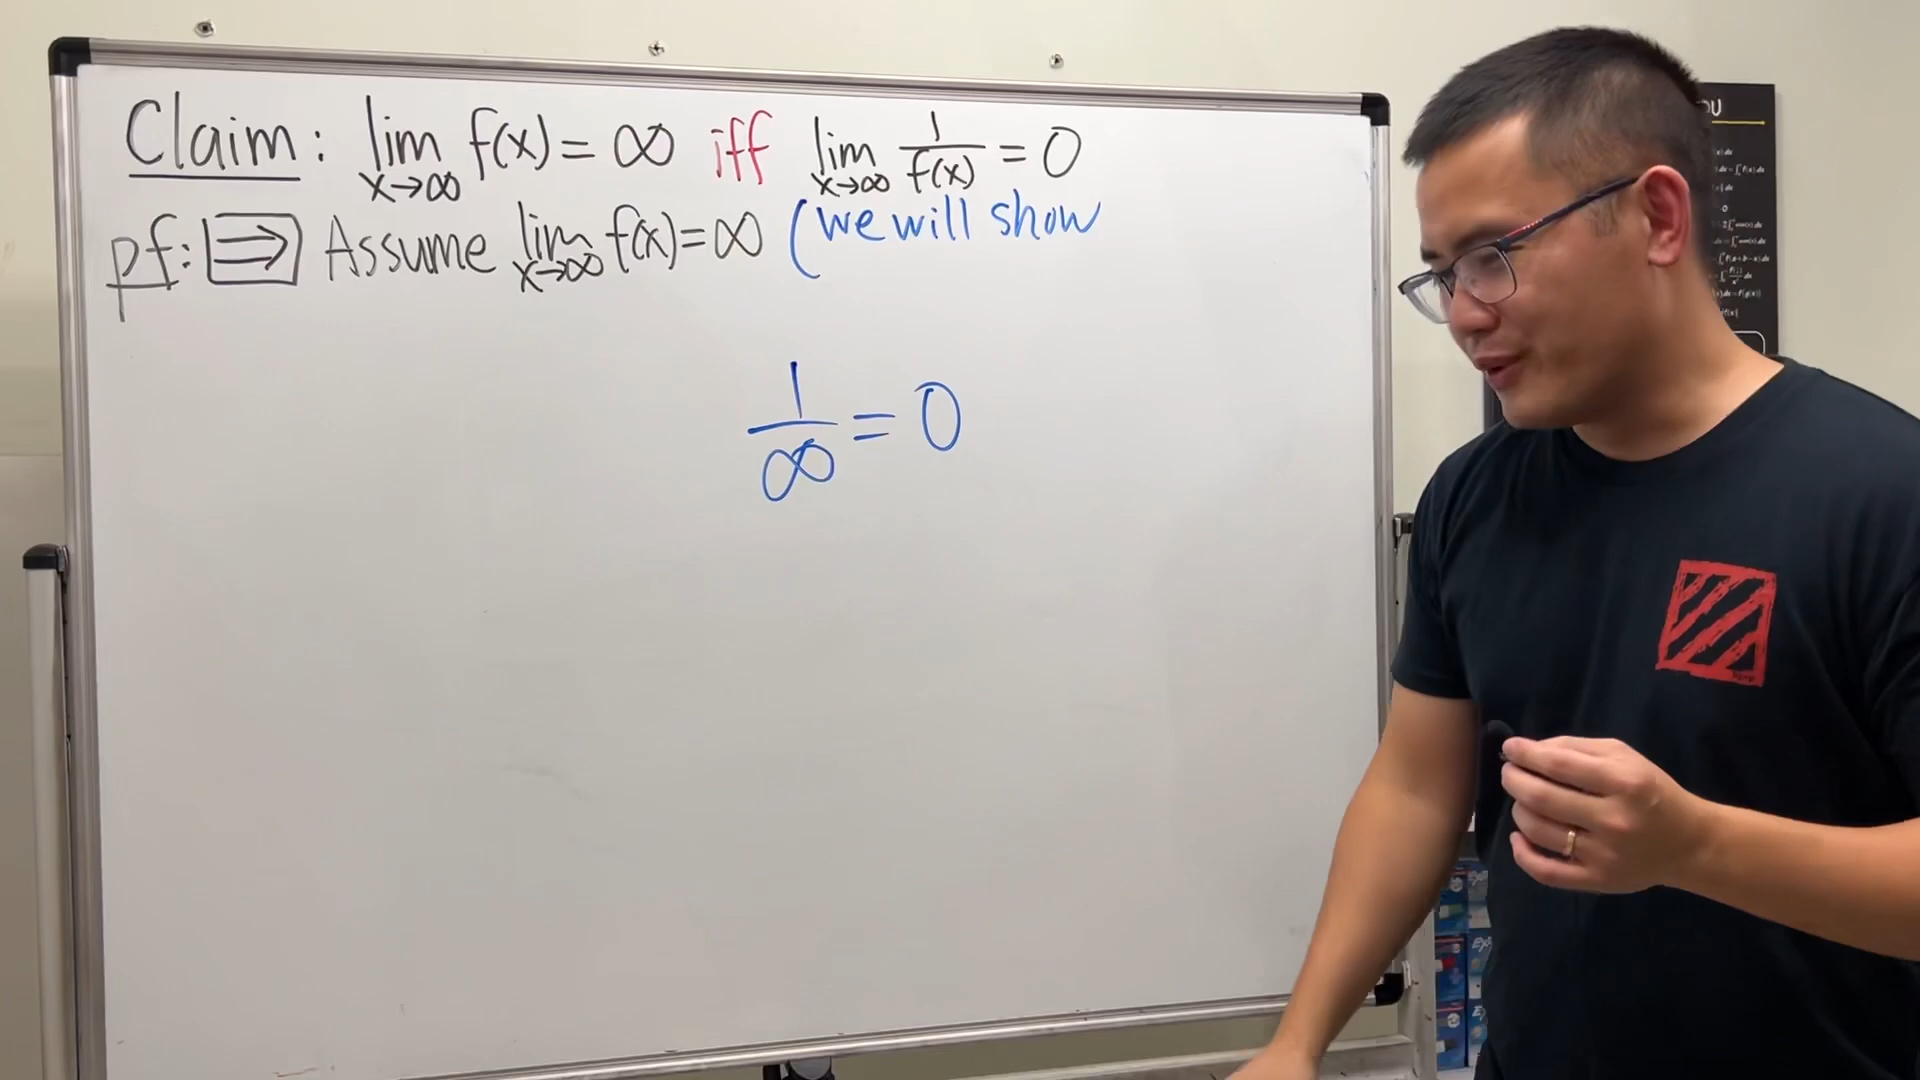 Claim: lim x→∞ f(x) = ∞ iff lim x→∞ 1/f(x) = 0
pf: ⇒ Assume lim x→∞ f(x) = ∞ (we will show
1/∞ = 0